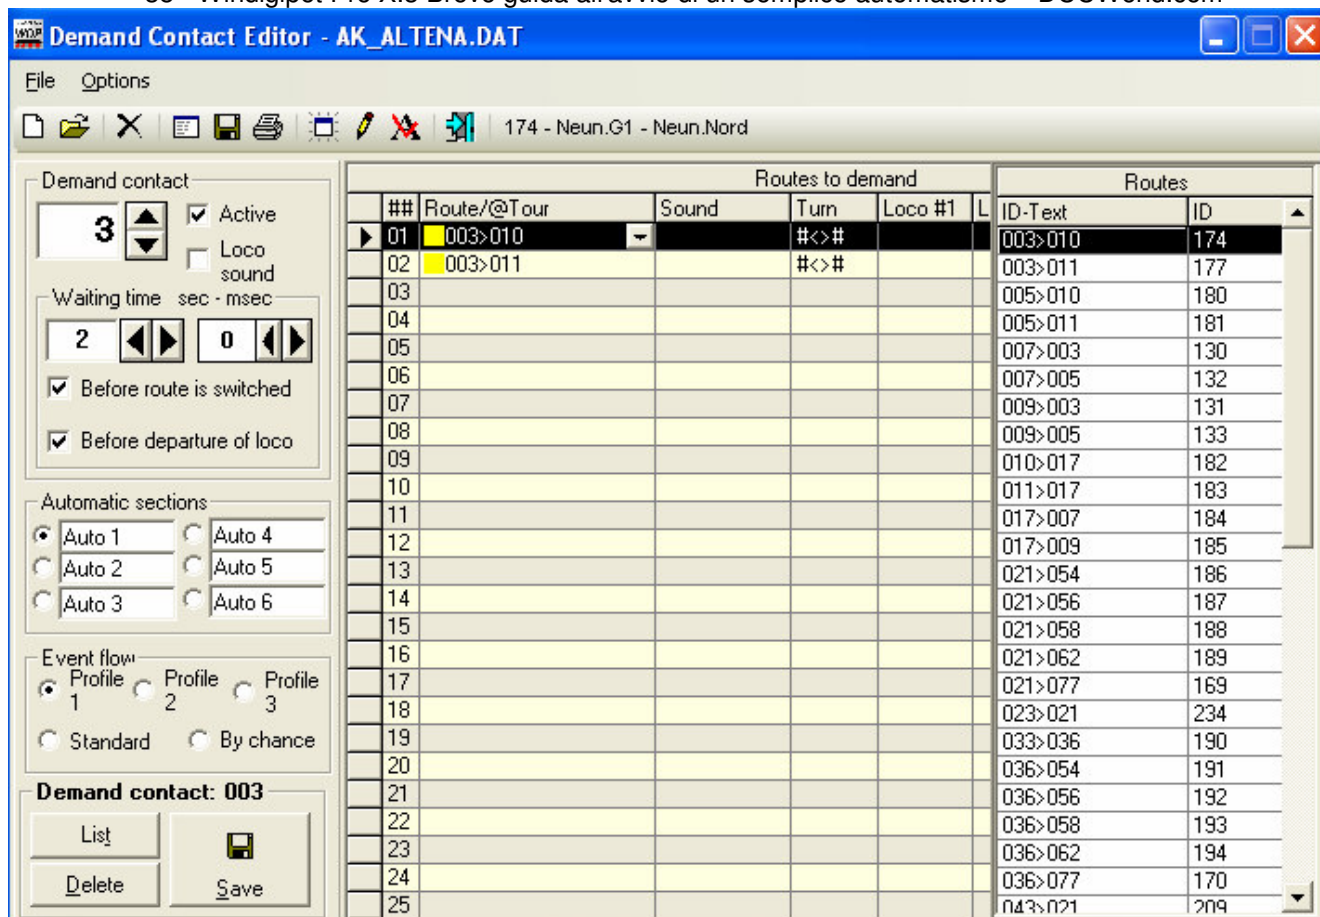 Demand Contact Editor - AK_ALTENA.DAT
File Options
174 - Neun.G1 - Neun.Nord
Demand contact
3
Active
Loco sound
Waiting time sec - msec
2 0
Before route is switched
Before departure of loco
Automatic sections
Auto 1 Auto 4
Auto 2 Auto 5
Auto 3 Auto 6
Event flow
Profile 1 Profile 2 Profile 3
Standard By chance
Demand contact: 003
List
Delete
Save
Routes to demand
## Route/@Tour Sound Turn Loco #1 L
01 003>010 #<>#
02 003>011 #<>#
03
04
05
06
07
08
09
10
11
12
13
14
15
16
17
18
19
20
21
22
23
24
25
Routes
ID-Text ID
003>010 174
003>011 177
005>010 180
005>011 181
007>003 130
007>005 132
009>003 131
009>005 133
010>017 182
011>017 183
017>007 184
017>009 185
021>054 186
021>056 187
021>058 188
021>062 189
021>077 169
023>021 234
033>036 190
036>054 191
036>056 192
036>058 193
036>062 194
036>077 170
043>021 209